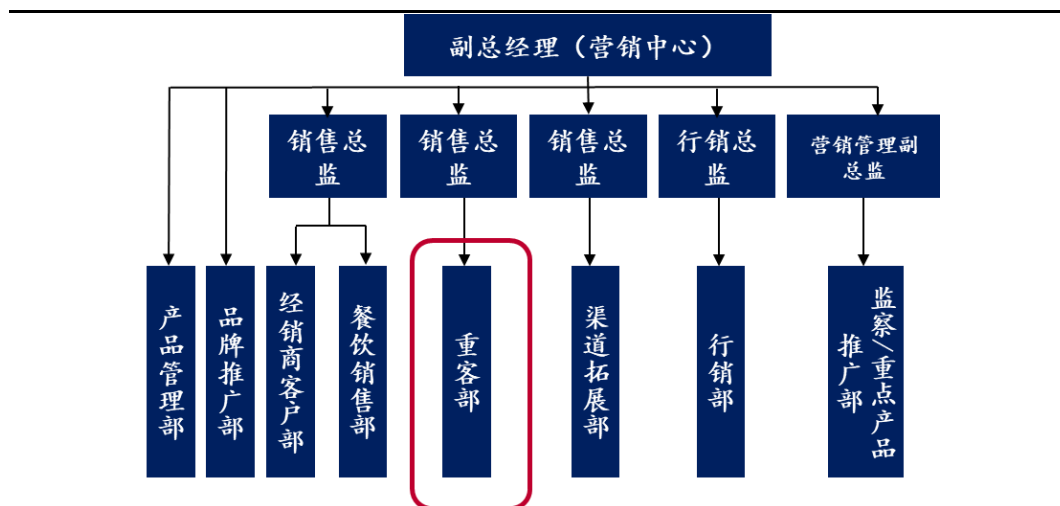 副总经理（营销中心）
销售总
监
销售总
监
销售总
监
行销总
监
营销管理副
总监
产品管理部
品牌推广部
经销商客户部
餐饮销售部
重客部
渠道拓展部
行销部
监察/重点产品
推广部